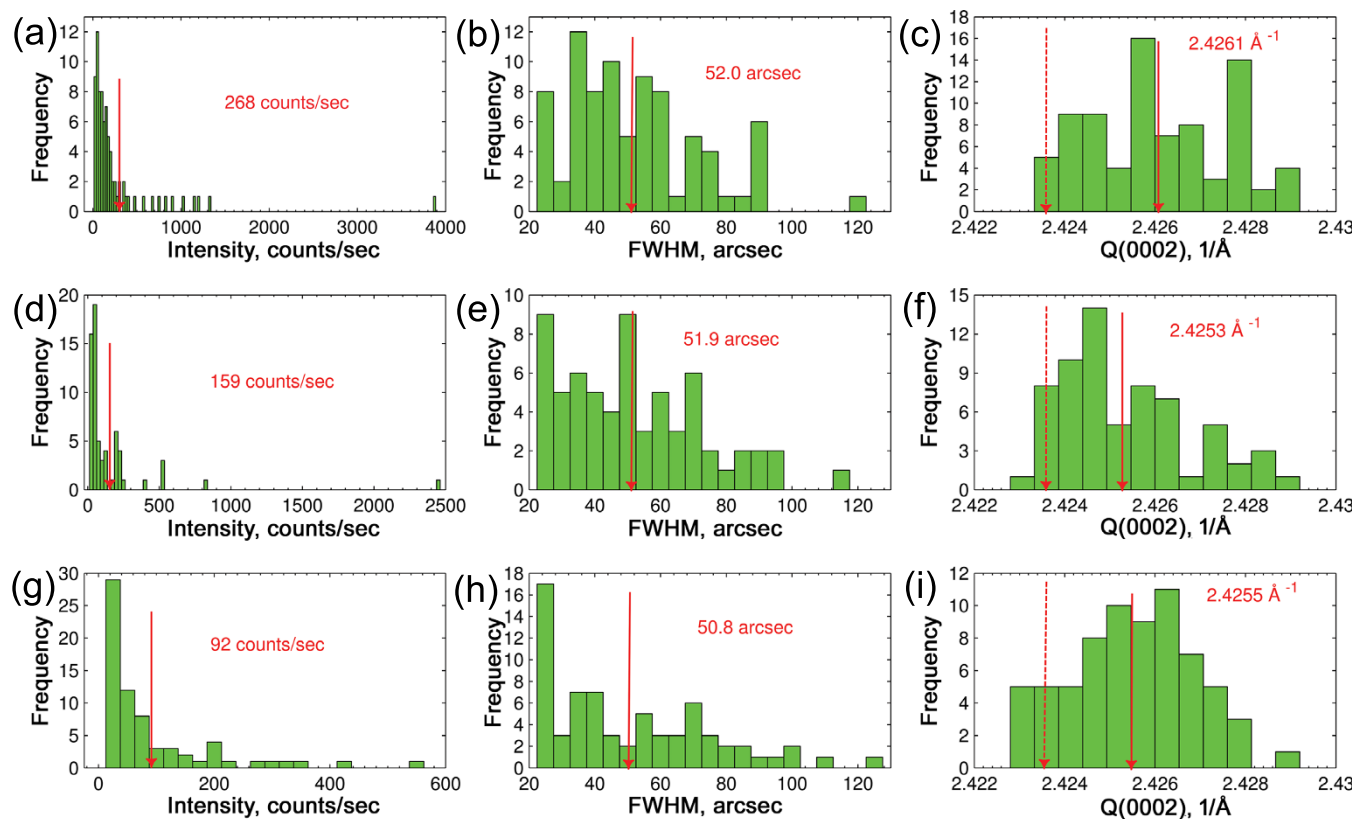 (a)
12
10
8
6
4
2
0
Frequency
268 counts/sec
0 1000 2000 3000 4000
Intensity, counts/sec
(b)
12
10
8
6
4
2
0
Frequency
52.0 arcsec
20 40 60 80 100 120
FWHM, arcsec
(c)
18
16
14
12
10
8
6
4
2
0
Frequency
2.4261 Å -1
2.422 2.424 2.426 2.428 2.43
Q(0002), 1/Å
(d)
20
15
10
5
0
Frequency
159 counts/sec
0 500 1000 1500 2000 2500
Intensity, counts/sec
(e)
10
8
6
4
2
0
Frequency
51.9 arcsec
20 40 60 80 100 120
FWHM, arcsec
(f)
15
12
9
6
3
0
Frequency
2.4253 Å -1
2.422 2.424 2.426 2.428 2.43
Q(0002), 1/Å
(g)
30
25
20
15
10
5
0
Frequency
92 counts/sec
0 200 400 600
Intensity, counts/sec
(h)
18
16
14
12
10
8
6
4
2
0
Frequency
50.8 arcsec
20 40 60 80 100 120
FWHM, arcsec
(i)
12
10
8
6
4
2
0
Frequency
2.4255 Å -1
2.422 2.424 2.426 2.428 2.43
Q(0002), 1/Å